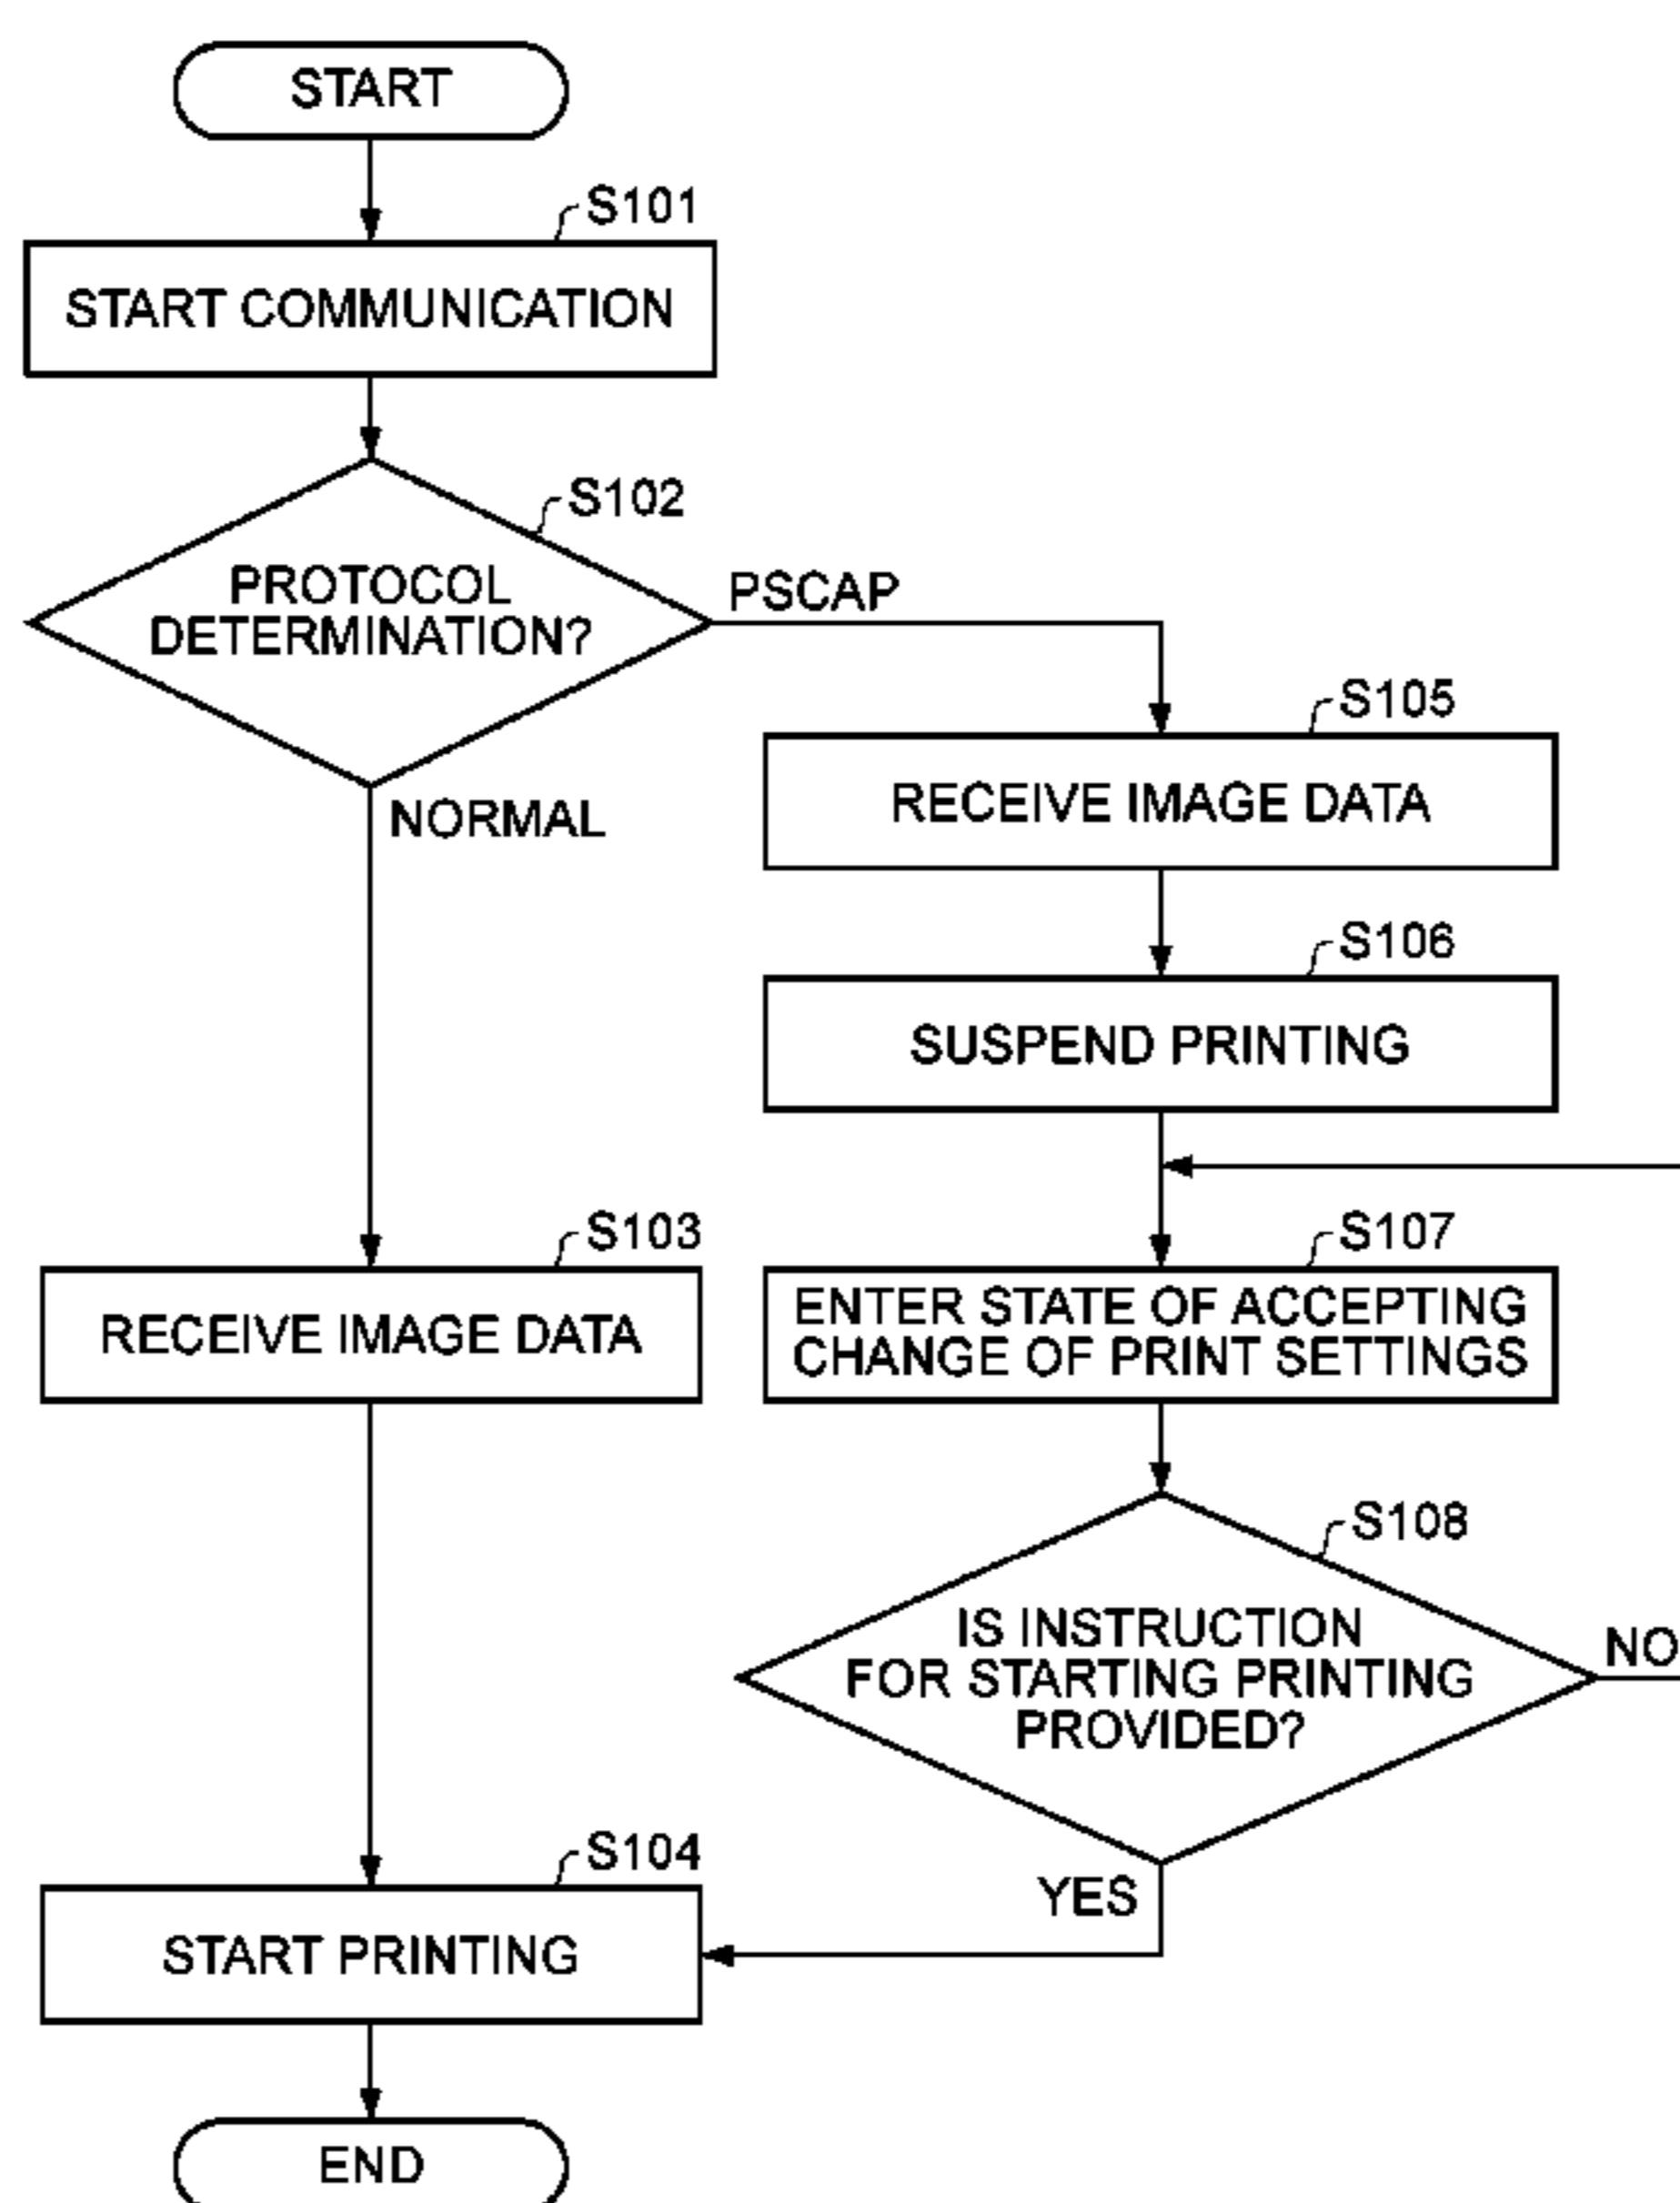 START
S101
START COMMUNICATION
S102
PROTOCOL
DETERMINATION?
PSCAP
NORMAL
S105
RECEIVE IMAGE DATA
S106
SUSPEND PRINTING
S103
RECEIVE IMAGE DATA
S107
ENTER STATE OF ACCEPTING
CHANGE OF PRINT SETTINGS
S108
IS INSTRUCTION
FOR STARTING PRINTING
PROVIDED?
NO
YES
S104
START PRINTING
END